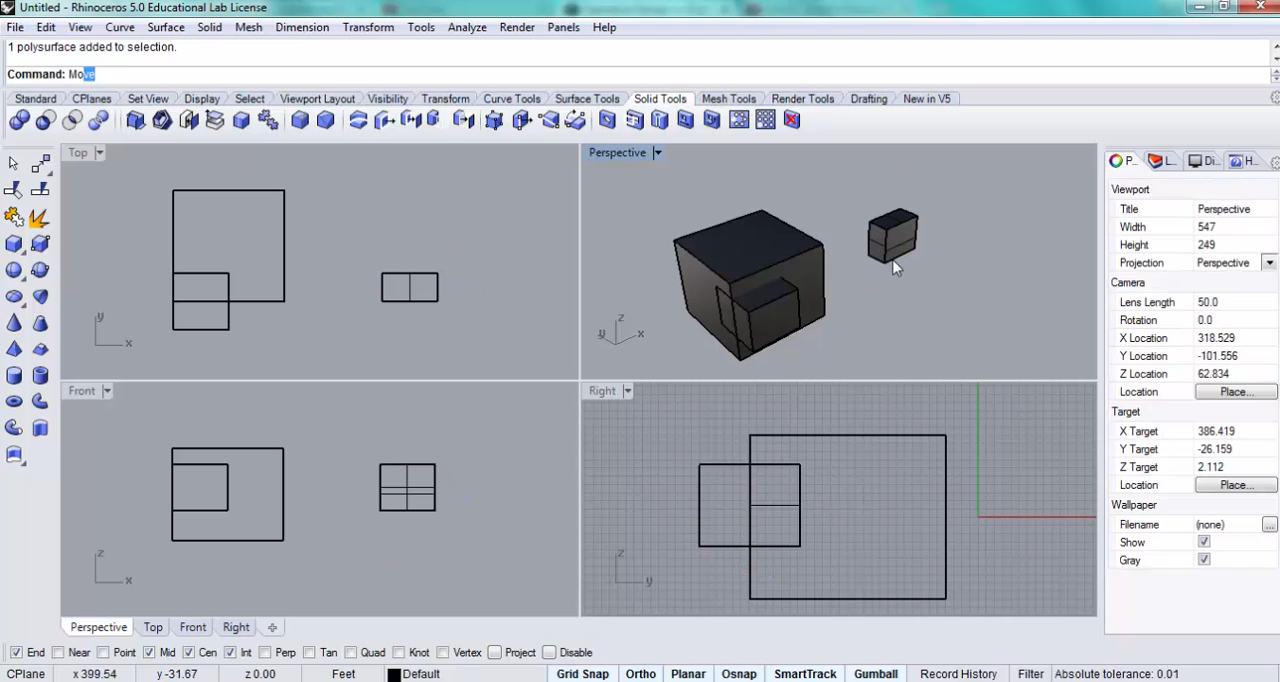 Untitled - Rhinoceros 5.0 Educational Lab License
File Edit View Curve Surface Solid Mesh Dimension Transform Tools Analyze Render Panels Help
1 polysurface added to selection.
Command: Move
Standard CPlanes Set View Display Select Viewport Layout Visibility Transform Curve Tools Surface Tools Solid Tools Mesh Tools Render Tools Drafting New in V5
Top
Perspective
P... L... Di... H...
Viewport
Title Perspective
Width 547
Height 249
Projection Perspective
Camera
Lens Length 50.0
Rotation 0.0
X Location 318.529
Y Location -101.556
Z Location 62.834
Location Place...
Target
X Target 386.419
Y Target -26.159
Z Target 2.112
Location Place...
Wallpaper
Filename (none) ...
Show
Gray
y x
z y x
Front
Right
z x
z y
Perspective Top Front Right
End Near Point Mid Cen Int Perp Tan Quad Knot Vertex Project Disable
CPlane x 399.54 y -31.67 z 0.00 Feet Default Grid Snap Ortho Planar Osnap SmartTrack Gumball Record History Filter Absolute tolerance: 0.01